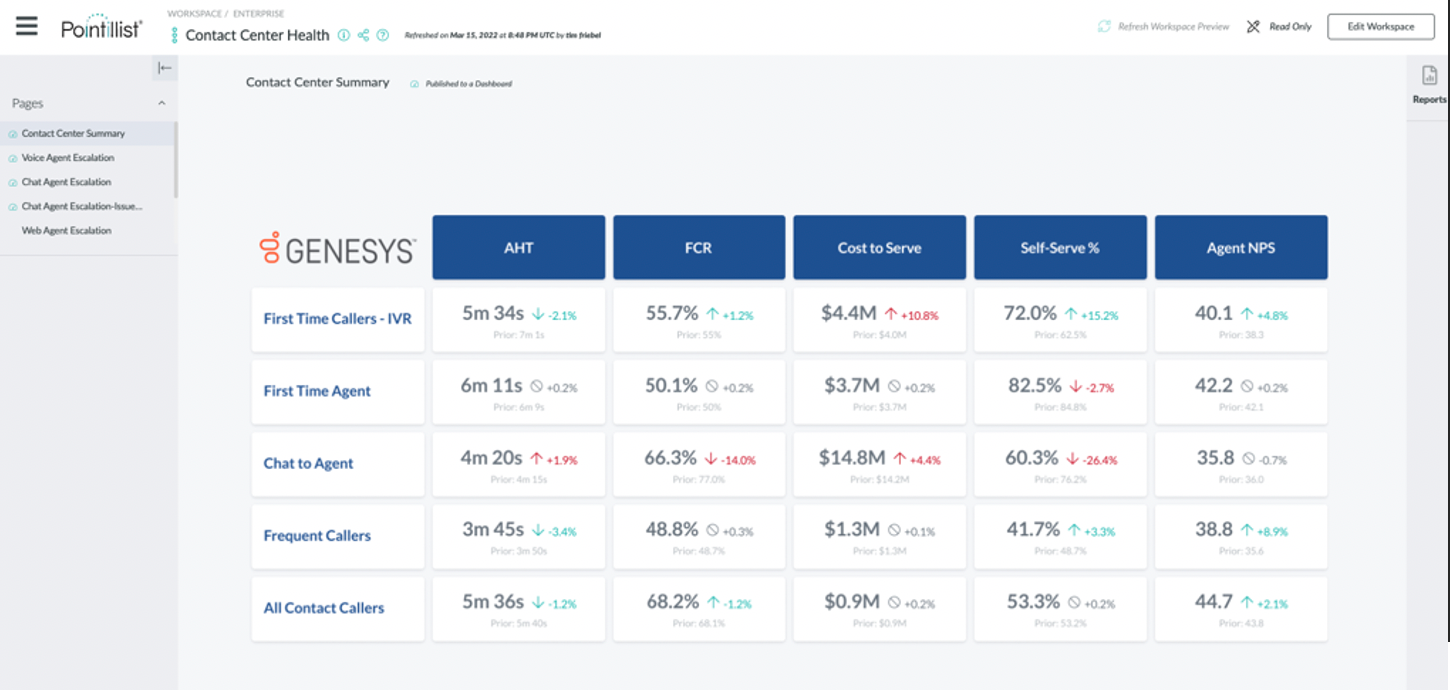 WORKSPACE / ENTERPRISE
Pointillist
Contact Center Health
Refreshed on Mar 15, 2022 at 8:48 PM UTC by tim friebel
Refresh Workspace Preview
Read Only
Edit Workspace
Pages
Contact Center Summary
Voice Agent Escalation
Chat Agent Escalation
Chat Agent Escalation-Issue...
Web Agent Escalation
Contact Center Summary
Published to a Dashboard
Reports
GENESYS AHT FCR Cost to Serve Self-Serve % Agent NPS
First Time Callers - IVR 5m 34s ↓ -2.1% 55.7% ↑ +1.2% $4.4M ↑ +10.8% 72.0% ↑ +15.2% 40.1 ↑ +4.8%
Prior: 7m 1s Prior: 55% Prior: $4.0M Prior: 62.5% Prior: 38.3
First Time Agent 6m 11s +0.2% 50.1% +0.2% $3.7M +0.2% 82.5% ↓ -2.7% 42.2 +0.2%
Prior: 6m 9s Prior: 50% Prior: $3.7M Prior: 84.8% Prior: 42.1
Chat to Agent 4m 20s ↑ +1.9% 66.3% ↓ -14.0% $14.8M ↑ +4.4% 60.3% ↓ -26.4% 35.8 -0.7%
Prior: 4m 15s Prior: 77.0% Prior: $14.2M Prior: 76.2% Prior: 36.0
Frequent Callers 3m 45s ↓ -3.4% 48.8% +0.3% $1.3M +0.1% 41.7% ↑ +3.3% 38.8 ↑ +8.9%
Prior: 3m 50s Prior: 48.7% Prior: $1.3M Prior: 48.7% Prior: 35.6
All Contact Callers 5m 36s ↓ -1.2% 68.2% ↑ -1.2% $0.9M +0.2% 53.3% +0.2% 44.7 ↑ +2.1%
Prior: 5m 40s Prior: 68.1% Prior: $0.9M Prior: 53.2% Prior: 43.8